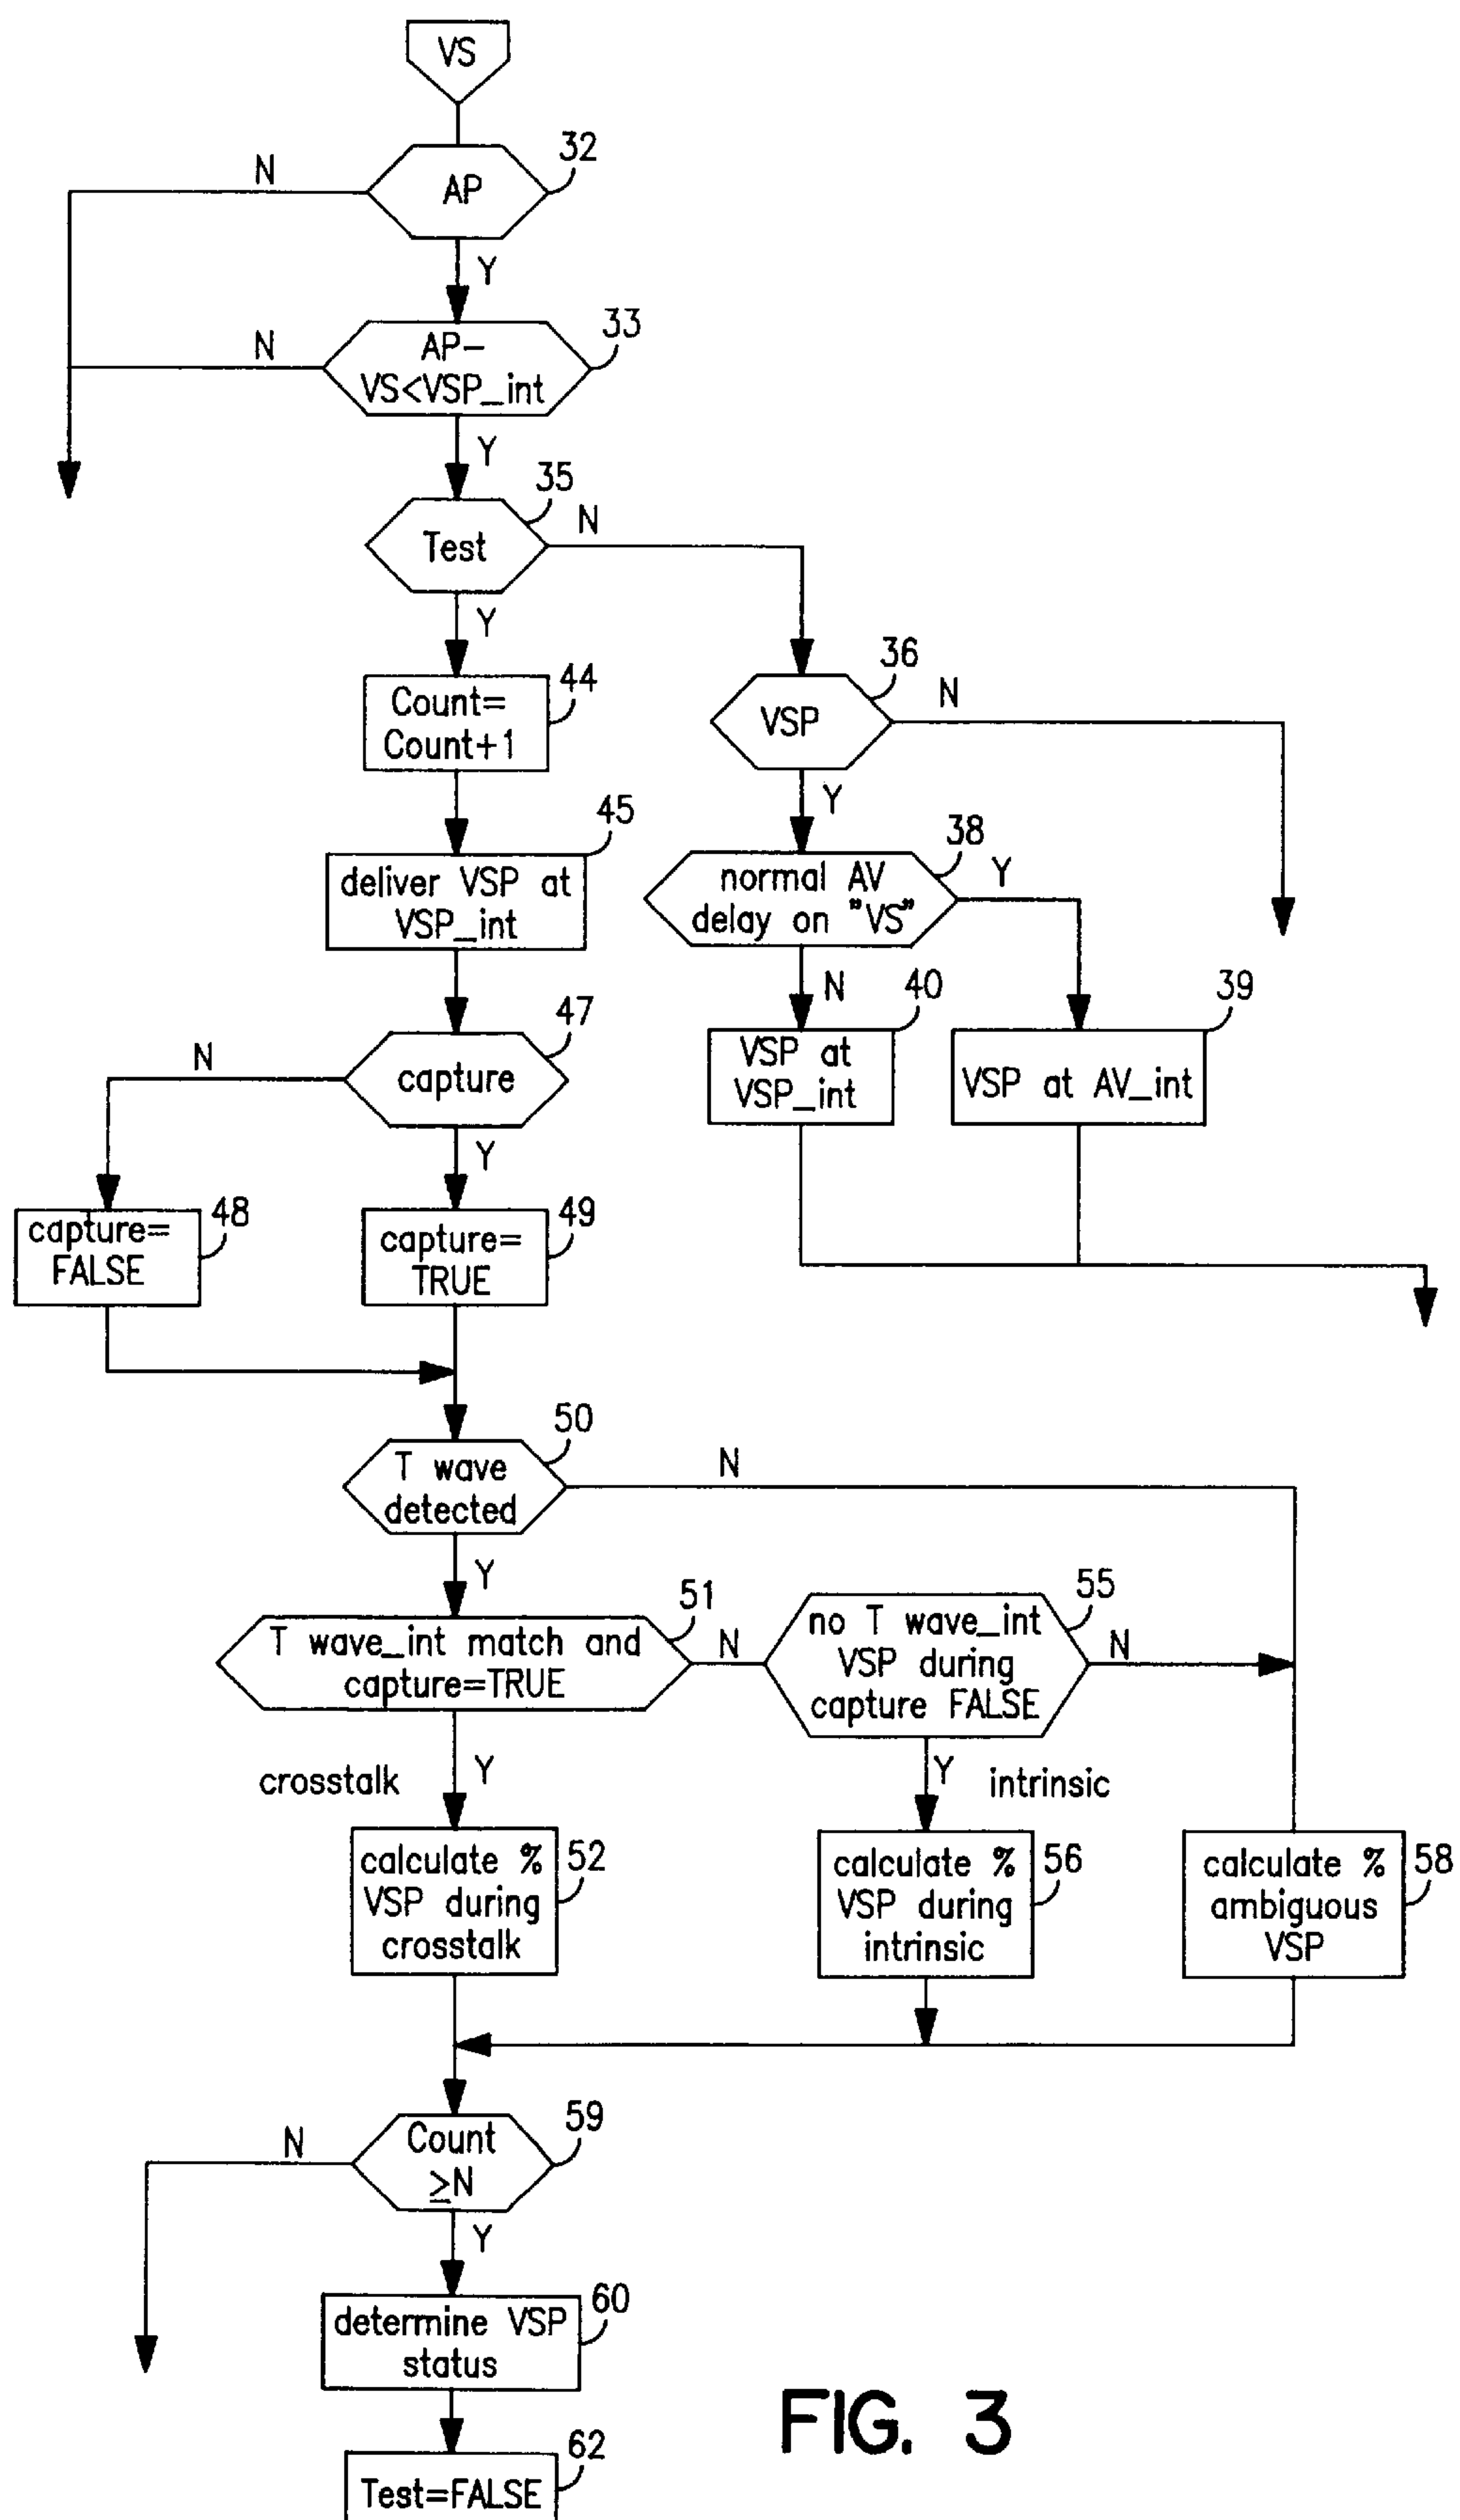 VS
32
N
AP
Y
33
N
AP-
VS<VSP_int
Y
35
N
Test
Y
36
44
N
Count=
Count+1
VSP
Y
45
38
deliver VSP at
VSP_int
normal AV
delay on "VS"
Y
N
47
40
39
N
capture
VSP at
VSP_int
VSP at AV_int
Y
48
49
capture=
FALSE
capture=
TRUE
50
N
T wave
detected
Y
51
55
T wave_int match and
capture=TRUE
N
no T wave_int
VSP during
capture FALSE
N
crosstalk
Y
Y
intrinsic
calculate %
VSP during
crosstalk
52
calculate %
VSP during
intrinsic
56
calculate %
ambiguous
VSP
58
59
N
Count
≥N
Y
60
determine VSP
status
62
Test=FALSE
FIG. 3